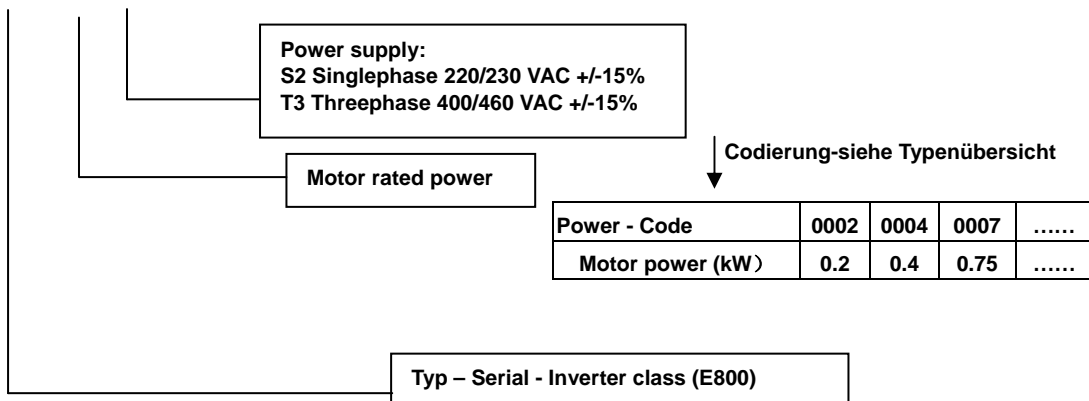 Power supply:
S2 Singlephase 220/230 VAC +/-15%
T3 Threephase 400/460 VAC +/-15%
Codierung-siehe Typenübersicht
Motor rated power
Power - Code 0002 0004 0007 ……
Motor power (kW） 0.2 0.4 0.75 ……
Typ – Serial - Inverter class (E800)